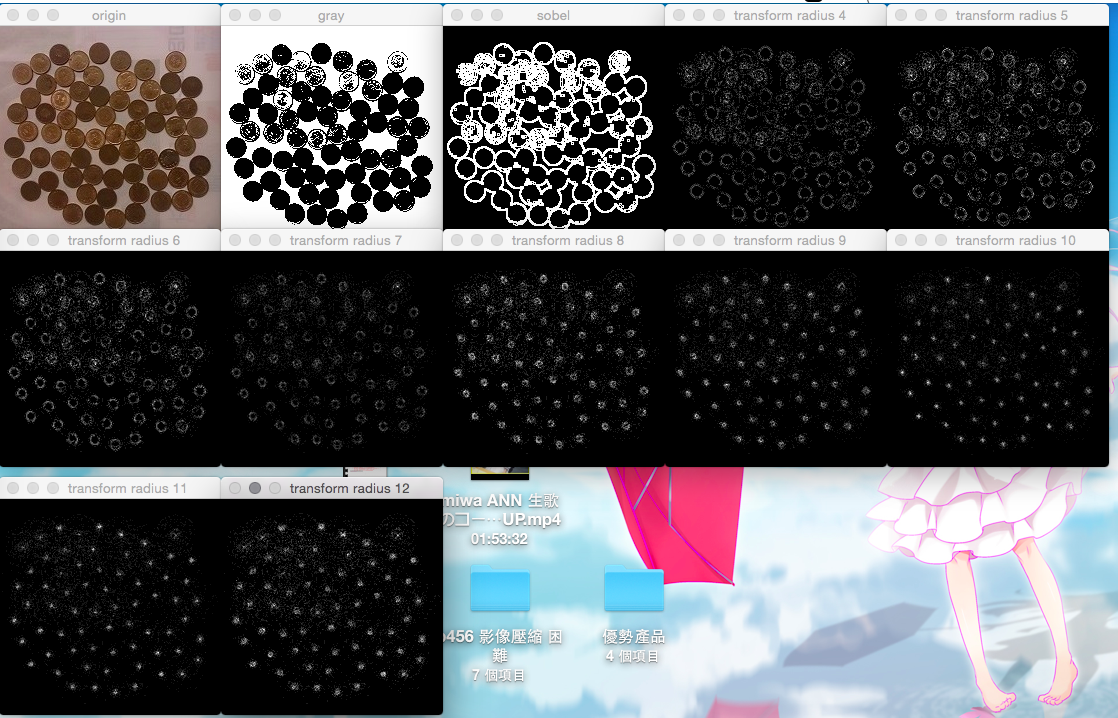 origin
gray
sobel
transform radius 4
transform radius 5
transform radius 6
transform radius 7
transform radius 8
transform radius 9
transform radius 10
transform radius 11
transform radius 12
miwa ANN 生歌
のコー…UP.mp4
01:53:32
456 影像壓縮 困
難
7 個項目
優勢產品
4 個項目